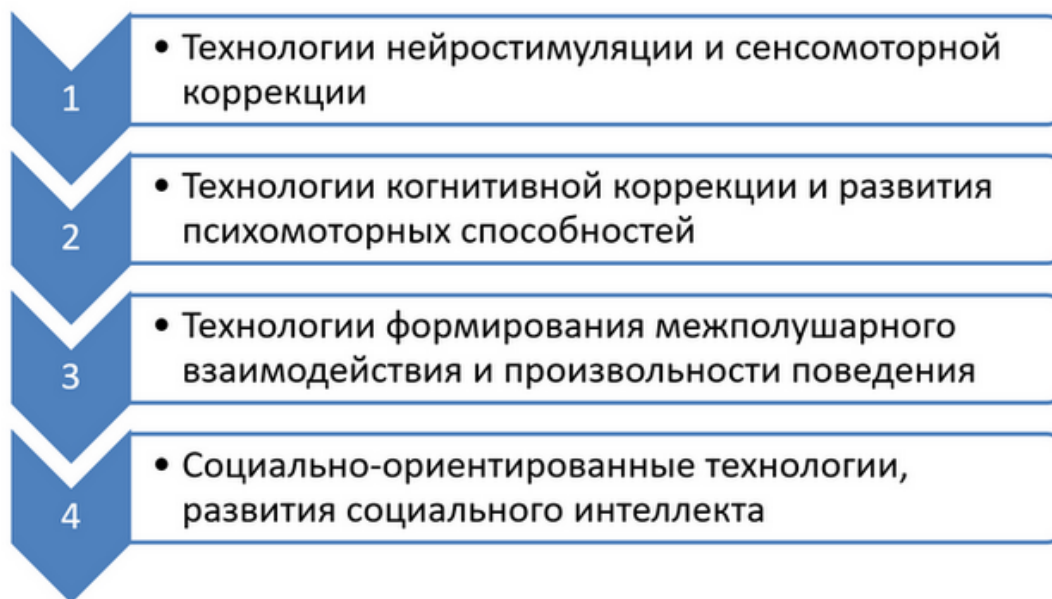 1
• Технологии нейростимуляции и сенсомоторной
коррекции
2
• Технологии когнитивной коррекции и развития
психомоторных способностей
3
• Технологии формирования межполушарного
взаимодействия и произвольности поведения
4
• Социально-ориентированные технологии,
развития социального интеллекта